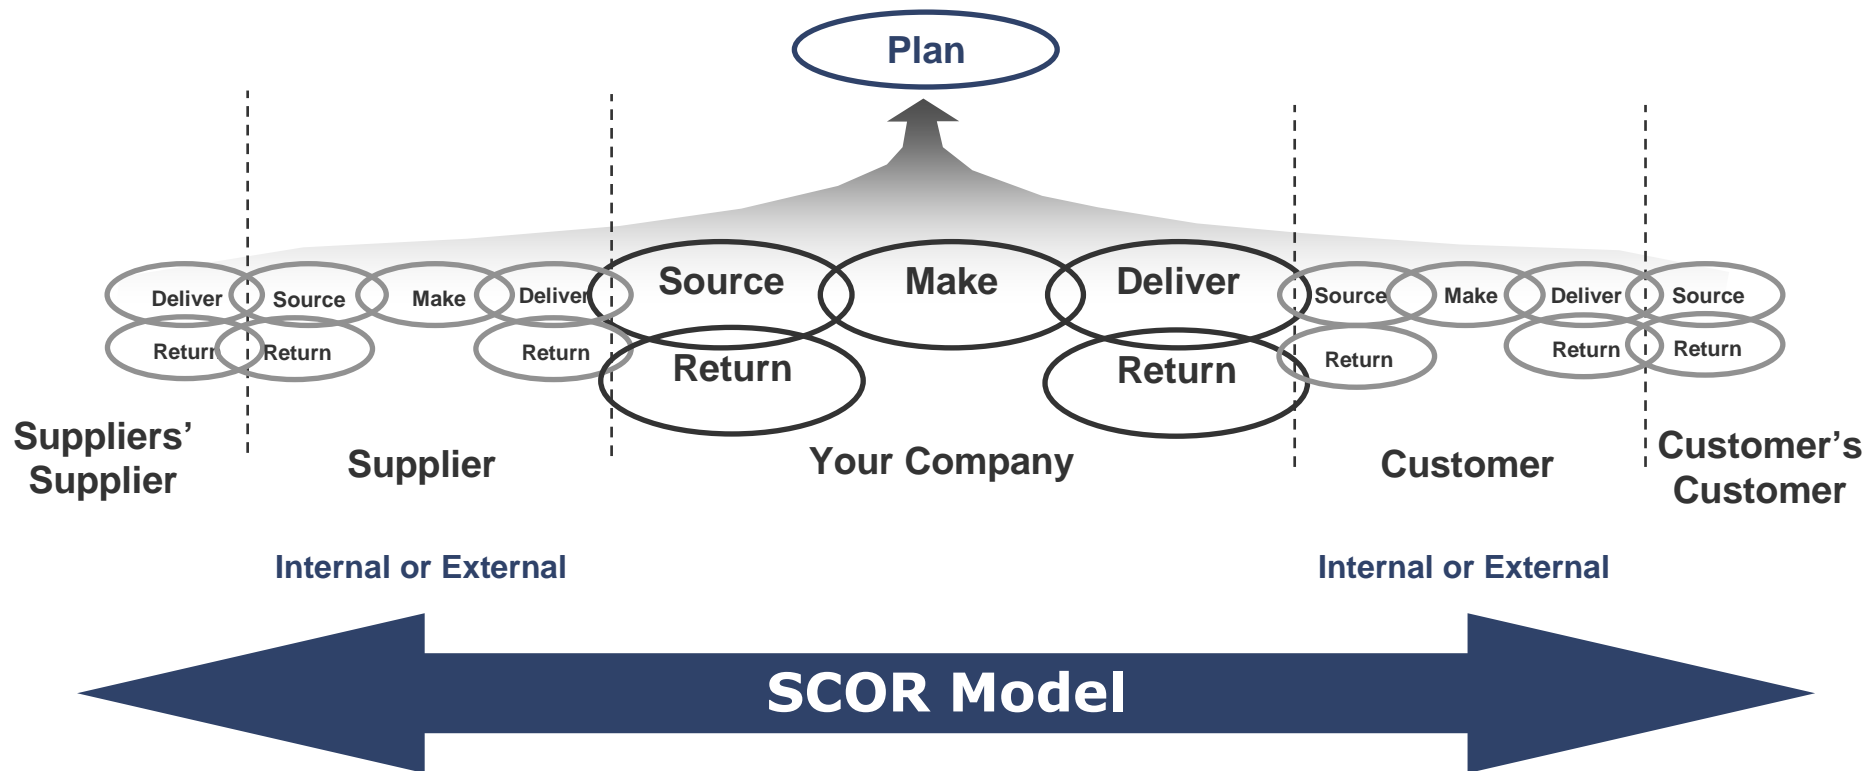 Plan
Deliver Source Make Deliver Source Make Deliver Source Make Deliver Source
Return Return Return Return Return Return Return Return
Suppliers’
Supplier
Supplier
Your Company
Customer
Customer’s
Customer
Internal or External
Internal or External
SCOR Model